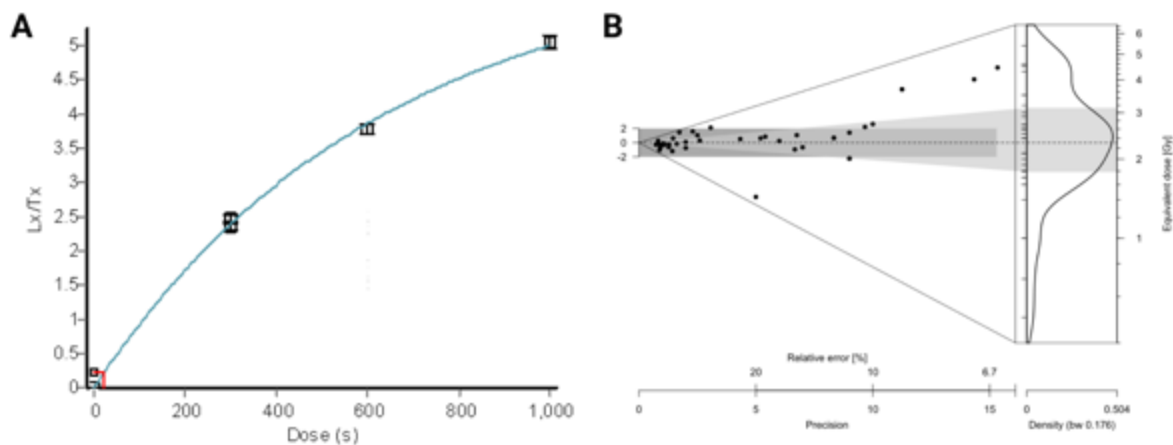 A
Lx/Tx
5
4.5
4
3.5
3
2.5
2
1.5
1
0.5
0
0 200 400 600 800 1,000
Dose (s)
B
2
0
-2
6
5
4
3
2
1
Equivalent dose [Gy]
Relative error [%]
20 10 6.7
0 5 10 15
Precision
0 0.504
Density (bw 0.176)